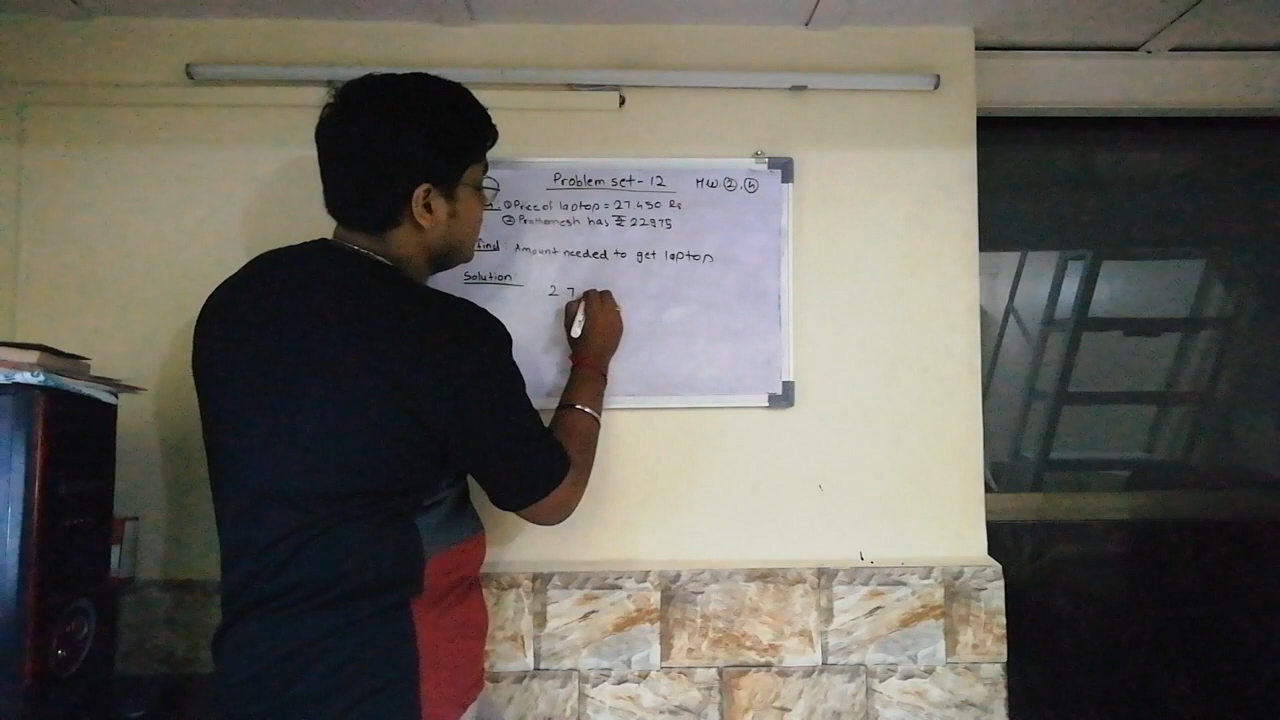 Problem set - 12
H.W. ②, ④
① Price of laptop = 27,450 Rs
② Prathamesh has ₹ 22975
find Amount needed to get laptop
Solution
2 7